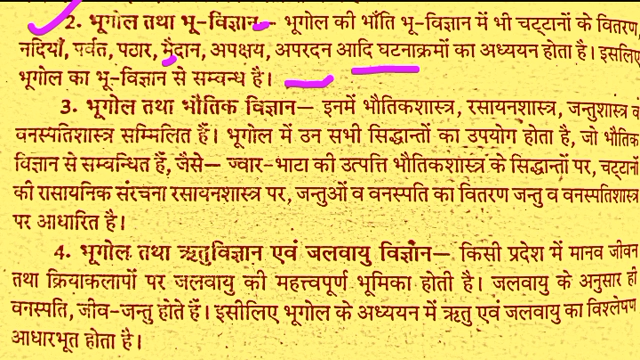 2. भूगोल तथा भू-विज्ञान- भूगोल की भाँति भू-विज्ञान में भी चट्टानों के वितरण,
नदियाँ, पर्वत, पठार, मैदान, अपक्षय, अपरदन आदि घटनाक्रमों का अध्ययन होता है। इसलिए
भूगोल का भू-विज्ञान से सम्वन्ध है।
3. भूगोल तथा भौतिक विज्ञान— इनमें भौतिकशास्त्र, रसायनशास्त्र, जन्तुशास्त्र व
वनस्पतिशास्त्र सम्मिलित हैं। भूगोल में उन सभी सिद्धान्तों का उपयोग होता है, जो भौतिक
विज्ञान से सम्वन्धित हैं, जैसे— ज्वार-भाटा की उत्पत्ति भौतिकशास्त्र के सिद्धान्तों पर, चट्टानों
की रासायनिक संरचना रसायनशास्त्र पर, जन्तुओं व वनस्पति का वितरण जन्तु व वनस्पतिशास्त्र
पर आधारित है।
4. भूगोल तथा ऋतुविज्ञान एवं जलवायु विज्ञान— किसी प्रदेश में मानव जीवन
तथा क्रियाकलापों पर जलवायु की महत्त्वपूर्ण भूमिका होती है। जलवायु के अनुसार ही
वनस्पति, जीव-जन्तु होते हैं। इसीलिए भूगोल के अध्ययन में ऋतु एवं जलवायु का विश्लेषण
आधारभूत होता है।